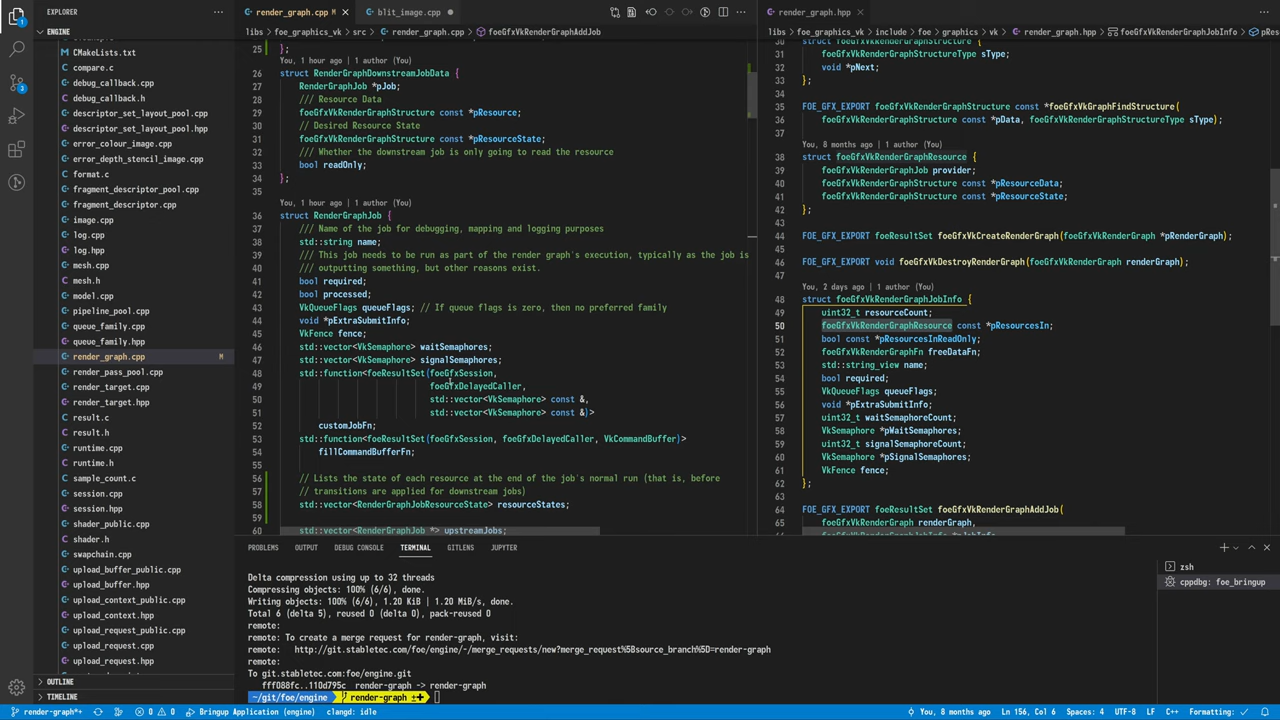 EXPLORER
ENGINE
CMakeLists.txt
compare.c
debug_callback.cpp
debug_callback.h
descriptor_set_layout_pool.cpp
descriptor_set_layout_pool.hpp
error_colour_image.cpp
error_depth_stencil_image.cpp
format.c
fragment_descriptor_pool.cpp
fragment_descriptor.cpp
image.cpp
log.cpp
log.hpp
mesh.cpp
mesh.h
model.cpp
pipeline_pool.cpp
queue_family.cpp
queue_family.hpp
render_graph.cpp M
render_pass_pool.cpp
render_target.cpp
render_target.hpp
result.c
result.h
runtime.cpp
runtime.h
sample_count.c
session.cpp
session.hpp
shader_public.cpp
shader.h
swapchain.cpp
upload_buffer_public.cpp
upload_buffer.hpp
upload_context_public.cpp
upload_context.hpp
upload_request_public.cpp
upload_request.cpp
upload_request.hpp
OUTLINE
TIMELINE
render_graph.cpp M
blit_image.cpp
libs > foe_graphics_vk > src > render_graph.cpp > foeGfxVkRenderGraphAddJob
25 };
You, 1 hour ago | 1 author (You)
26 struct RenderGraphDownstreamJobData {
27 RenderGraphJob *pJob;
28 /// Resource Data
29 foeGfxVkRenderGraphStructure const *pResource;
30 // Desired Resource State
31 foeGfxVkRenderGraphStructure const *pResourceState;
32 /// Whether the downstream job is only going to read the resource
33 bool readOnly;
34 };
35
You, 1 hour ago | 1 author (You)
36 struct RenderGraphJob {
37 /// Name of the job for debugging, mapping and logging purposes
38 std::string name;
39 /// This job needs to be run as part of the render graph's execution, typically as the job is
40 /// outputting something, but other reasons exist.
41 bool required;
42 bool processed;
43 VkQueueFlags queueFlags; // If queue flags is zero, then no preferred family
44 void *pExtraSubmitInfo;
45 VkFence fence;
46 std::vector<VkSemaphore> waitSemaphores;
47 std::vector<VkSemaphore> signalSemaphores;
48 std::function<foeResultSet(foeGfxSession,
49 foeGfxDelayedCaller,
50 std::vector<VkSemaphore> const &,
51 std::vector<VkSemaphore> const &)>
52 customJobFn;
53 std::function<foeResultSet(foeGfxSession, foeGfxDelayedCaller, VkCommandBuffer)>
54 fillCommandBufferFn;
55
56 // Lists the state of each resource at the end of the job's normal run (that is, before
57 // transitions are applied for downstream jobs)
58 std::vector<RenderGraphJobResourceState> resourceStates;
59
60 std::vector<RenderGraphJob *> upstreamJobs;
render_graph.hpp
libs > foe_graphics_vk > include > foe > graphics > vk > render_graph.hpp > foeGfxVkRenderGraphJobInfo >
30 struct foeGfxVkRenderGraphStructure {
31 foeGfxVkRenderGraphStructureType sType;
32 void *pNext;
33 };
34
35 FOE_GFX_EXPORT foeGfxVkRenderGraphStructure const *foeGfxVkGraphFindStructure(
36 foeGfxVkRenderGraphStructure const *pData, foeGfxVkRenderGraphStructureType sType);
37
You, 8 months ago | 1 author (You)
38 struct foeGfxVkRenderGraphResource {
39 foeGfxVkRenderGraphJob provider;
40 foeGfxVkRenderGraphStructure const *pResourceData;
41 foeGfxVkRenderGraphStructure const *pResourceState;
42 };
43
44 FOE_GFX_EXPORT foeResultSet foeGfxVkCreateRenderGraph(foeGfxVkRenderGraph *pRenderGraph);
45
46 FOE_GFX_EXPORT void foeGfxVkDestroyRenderGraph(foeGfxVkRenderGraph renderGraph);
47
You, 2 days ago | 1 author (You)
48 struct foeGfxVkRenderGraphJobInfo {
49 uint32_t resourceCount;
50 foeGfxVkRenderGraphResource const *pResourcesIn;
51 bool const *pResourcesInReadOnly;
52 foeGfxVkRenderGraphFn freeDataFn;
53 std::string_view name;
54 bool required;
55 VkQueueFlags queueFlags;
56 void *pExtraSubmitInfo;
57 uint32_t waitSemaphoreCount;
58 VkSemaphore *pWaitSemaphores;
59 uint32_t signalSemaphoreCount;
60 VkSemaphore *pSignalSemaphores;
61 VkFence fence;
62 };
63
64 FOE_GFX_EXPORT foeResultSet foeGfxVkRenderGraphAddJob(
65 foeGfxVkRenderGraph renderGraph,
PROBLEMS OUTPUT DEBUG CONSOLE TERMINAL GITLENS JUPYTER
Delta compression using up to 32 threads
Compressing objects: 100% (6/6), done.
Writing objects: 100% (6/6), 1.20 KiB | 1.20 MiB/s, done.
Total 6 (delta 5), reused 0 (delta 0), pack-reused 0
remote:
remote: To create a merge request for render-graph, visit:
remote:   http://git.stabletec.com/foe/engine/-/merge_requests/new?merge_request%5Bsource_branch%5D=render-graph
remote:
To git.stabletec.com:foe/engine.git
fff088fc..110d795c  render-graph -> render-graph
~/git/foe/engine render-graph ±✚
zsh
cppdbg: foe_bringup
render-graph*+ 0 0 Bringup Application (engine) clangd: idle You, 8 months ago Ln 156, Col 6 Spaces: 4 UTF-8 LF C++ Formatting: ✓